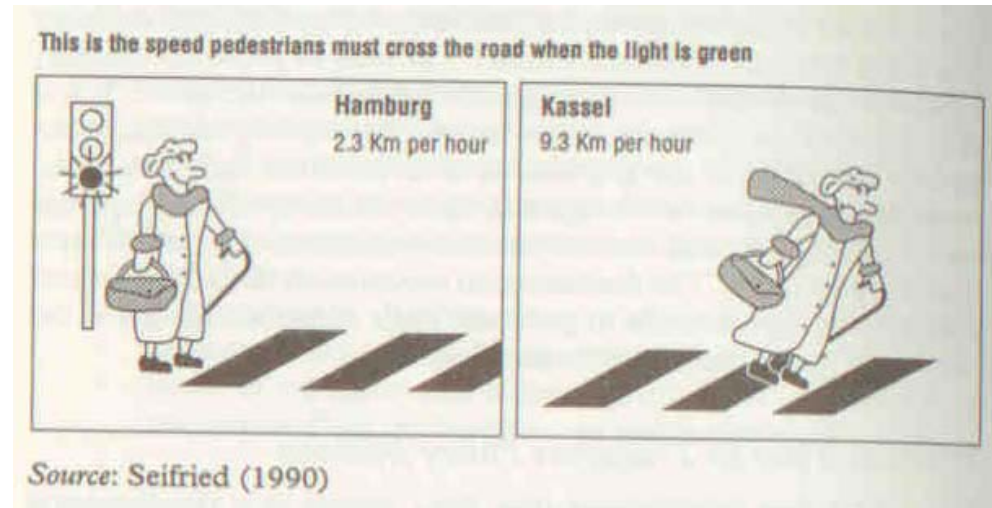 This is the speed pedestrians must cross the road when the light is green
Hamburg
2.3 Km per hour
Kassel
9.3 Km per hour
Source: Seifried (1990)